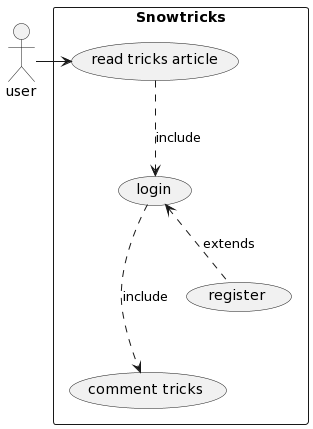 Snowtricks
read tricks article
user
include
login
extends
include
register
comment tricks